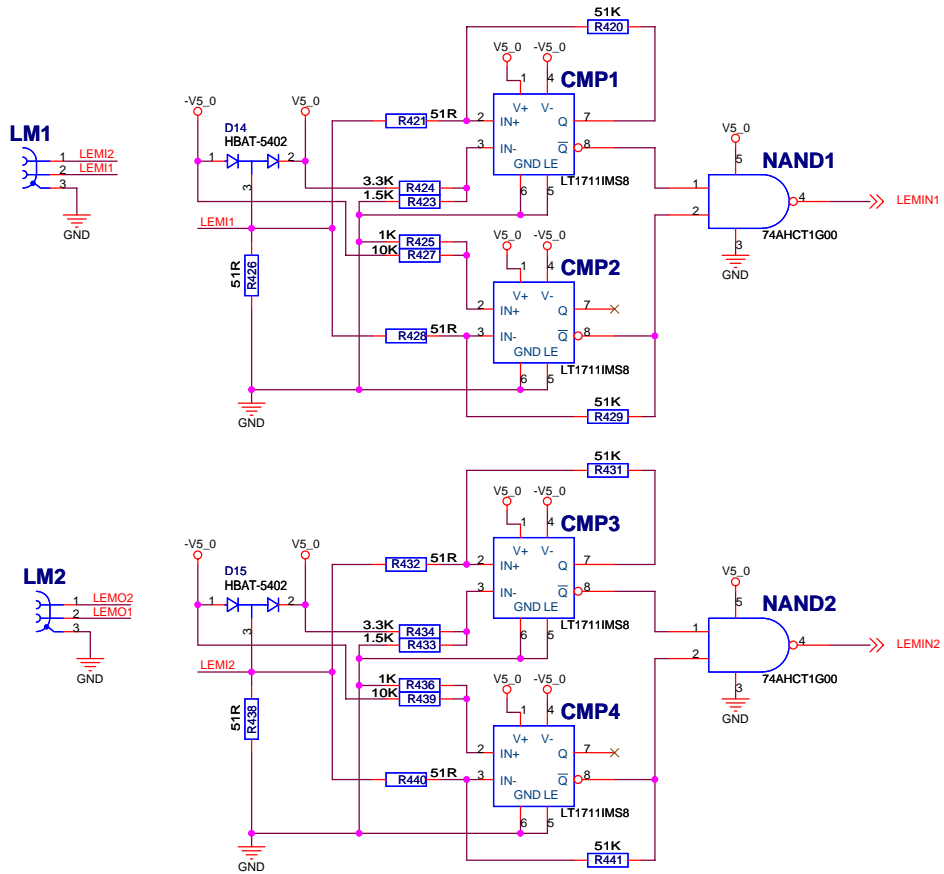 51K
R420
V5_0
-V5_0
CMP1
1
4
-V5_0
V5_0
51R
R421
2
IN+
V+
V-
Q
7
D14
HBAT-5402
LM1
1
LEMI2
2
LEMI1
3
GND
1
2
3
3
IN-
Q
8
GND
LE
LT1711IMS8
3.3K
R424
1.5K
R423
6
5
V5_0
5
NAND1
1
2
4
LEMIN1
74AHCT1G00
3
GND
LEMI1
1K
R425
10K
R427
V5_0
-V5_0
CMP2
1
4
51R
R426
2
IN+
V+
V-
Q
7
R428
51R
3
IN-
Q
8
GND
LE
LT1711IMS8
6
5
GND
51K
R429
51K
R431
V5_0
-V5_0
CMP3
1
4
-V5_0
V5_0
51R
R432
2
IN+
V+
V-
Q
7
D15
HBAT-5402
LM2
1
LEMO2
2
LEMO1
3
GND
1
2
3
3
IN-
Q
8
GND
LE
LT1711IMS8
3.3K
R434
1.5K
R433
6
5
V5_0
5
NAND2
1
2
4
LEMIN2
74AHCT1G00
3
GND
LEMI2
1K
R436
10K
R439
V5_0
-V5_0
CMP4
1
4
51R
R438
2
IN+
V+
V-
Q
7
R440
51R
3
IN-
Q
8
GND
LE
LT1711IMS8
6
5
GND
51K
R441